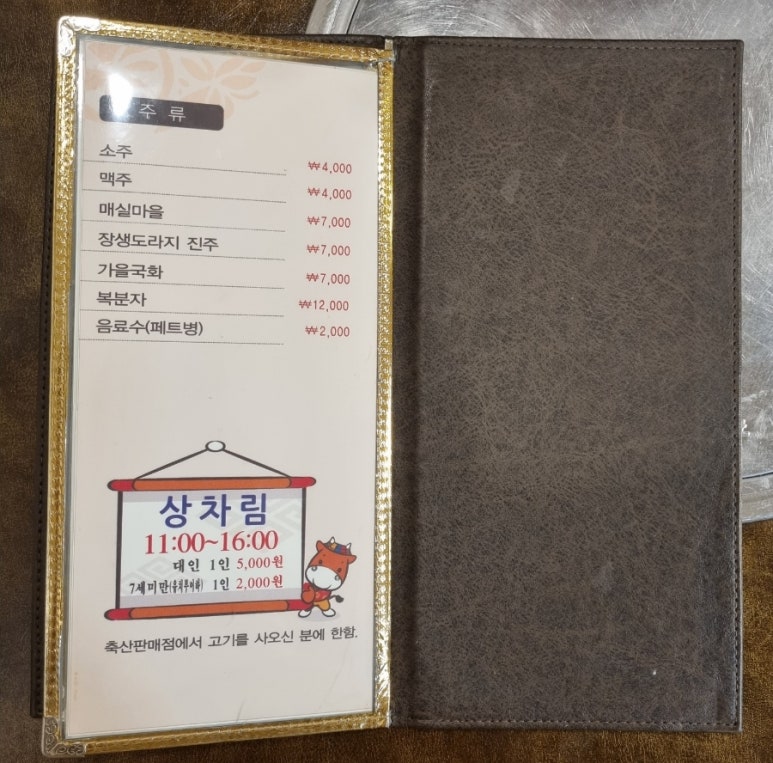 추 류
소주 ₩4,000
맥주 ₩4,000
매실마을 ₩7,000
장생도라지 진주 ₩7,000
가을국화 ₩7,000
복분자 ₩12,000
음료수(페트병) ₩2,000
상차림
11:00~16:00
대인 1인 5,000원
7세미만 1인 2,000원
축산판매점에서 고기를 사오신 분에 한함.